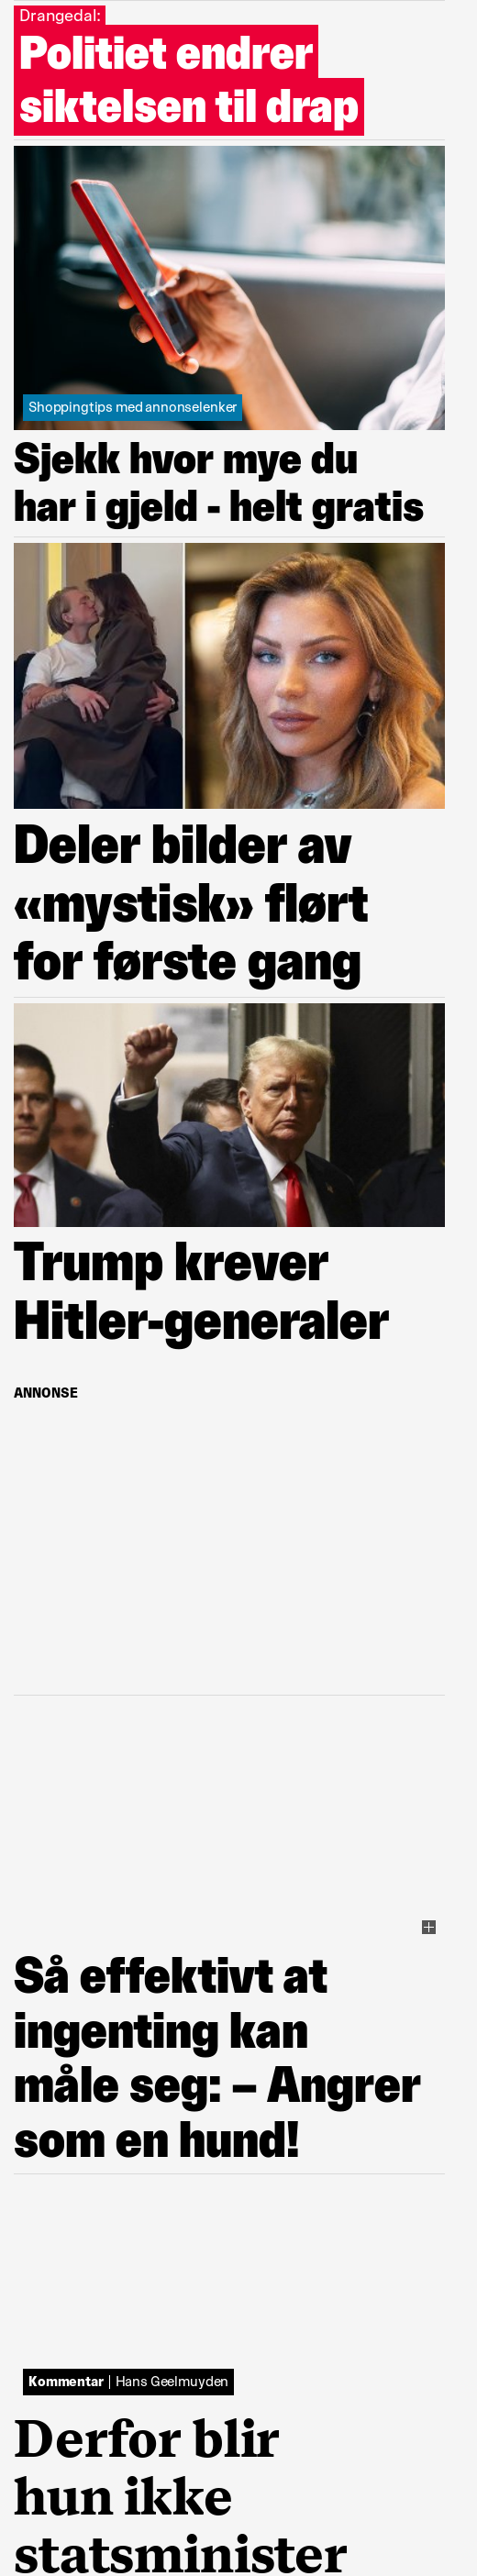 Drangedal:
Politiet endrer
siktelsen til drap
Shoppingtips med annonselenker
Sjekk hvor mye du
har i gjeld - helt gratis
Deler bilder av
«mystisk» flørt
for første gang
Trump krever
Hitler-generaler
ANNONSE
Så effektivt at
ingenting kan
måle seg: – Angrer
som en hund!
Kommentar | Hans Geelmuyden
Derfor blir
hun ikke
statsminister